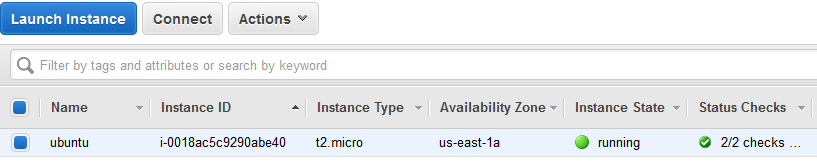 Launch Instance Connect Actions
Filter by tags and attributes or search by keyword
Name Instance ID Instance Type Availability Zone Instance State Status Checks
ubuntu i-0018ac5c9290abe40 t2.micro us-east-1a running 2/2 checks ...